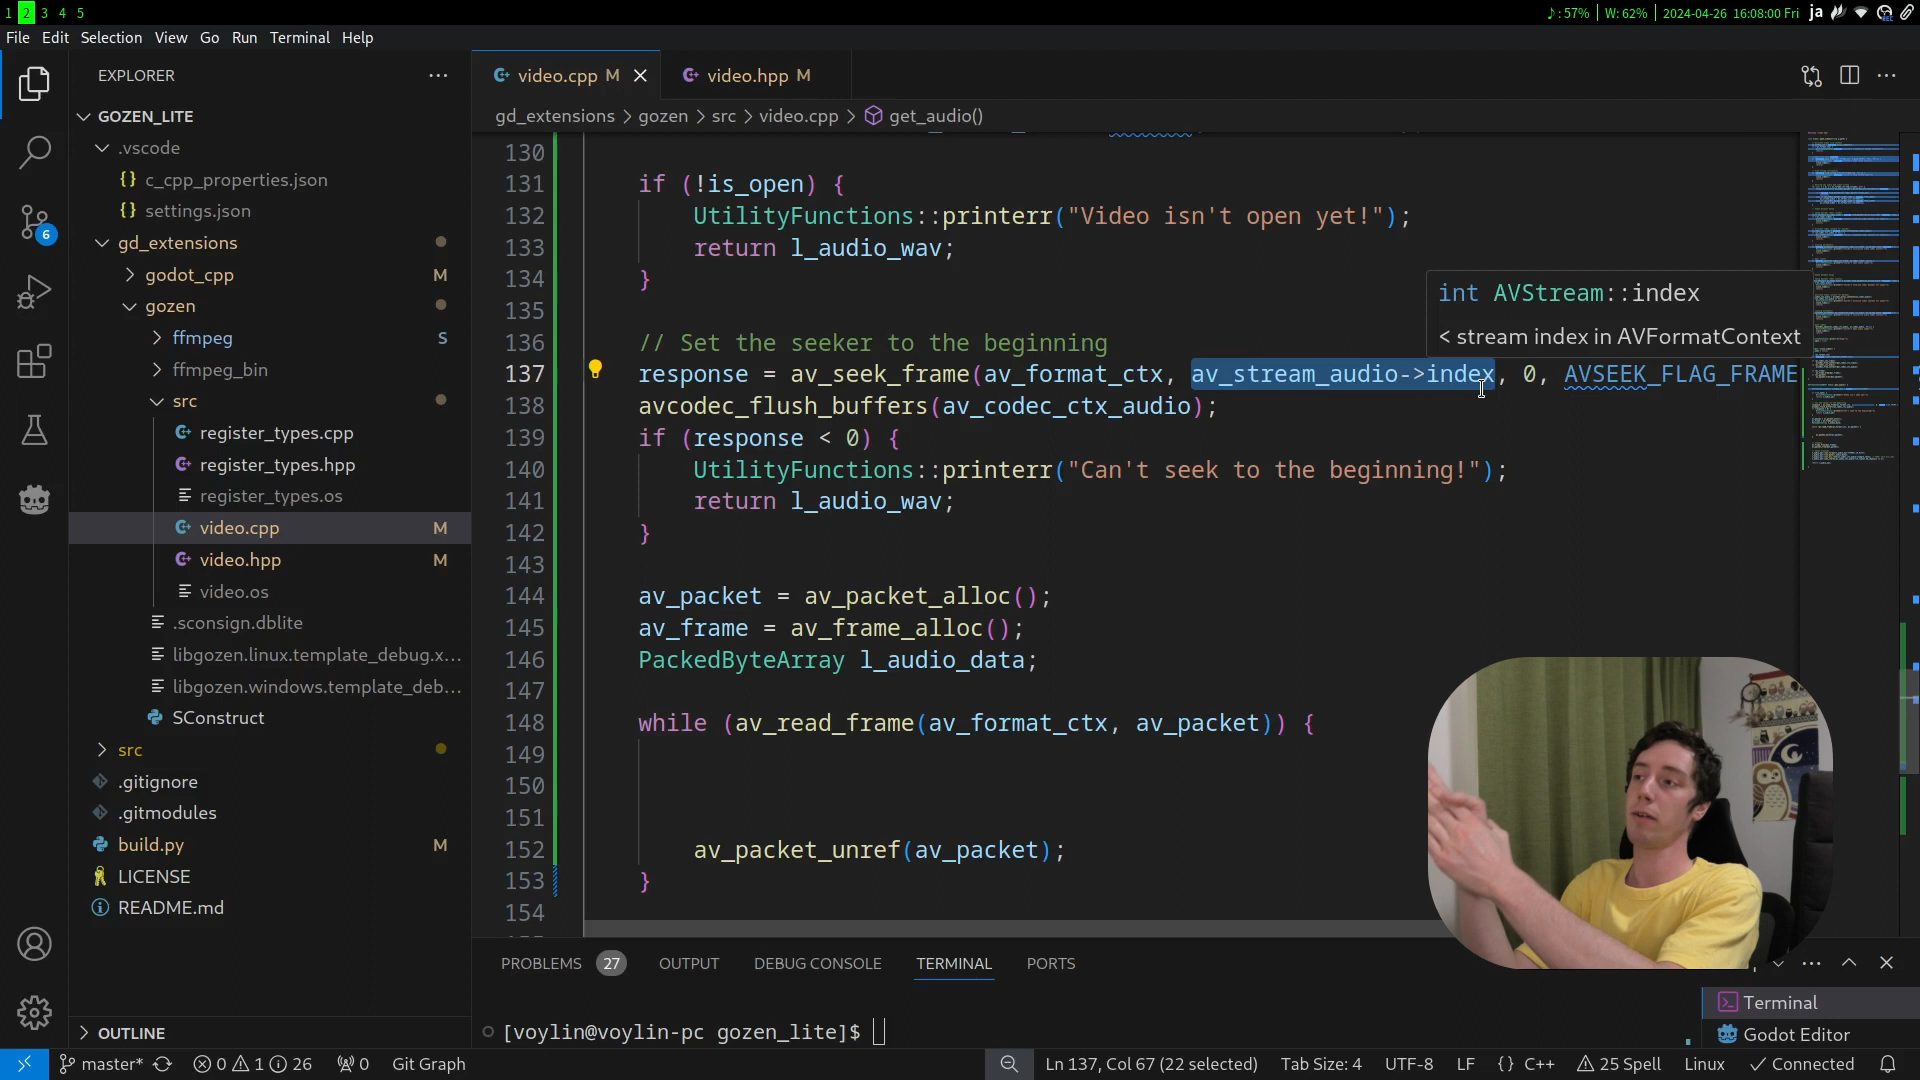 1 2 3 4 5
♪: 57% | W: 62% | 2024-04-26 16:08:00 Fri ja
File Edit Selection View Go Run Terminal Help
EXPLORER
GOZEN_LITE
.vscode
{} c_cpp_properties.json
{} settings.json
gd_extensions
godot_cpp M
gozen
ffmpeg S
ffmpeg_bin
src
register_types.cpp
register_types.hpp
register_types.os
video.cpp M
video.hpp M
video.os
.sconsign.dblite
libgozen.linux.template_debug.x...
libgozen.windows.template_deb...
SConstruct
src
.gitignore
.gitmodules
build.py M
LICENSE
README.md
OUTLINE
video.cpp M
video.hpp M
gd_extensions > gozen > src > video.cpp > get_audio()
130
131 if (!is_open) {
132 UtilityFunctions::printerr("Video isn't open yet!");
133 return l_audio_wav;
134 }
135
136 // Set the seeker to the beginning
137 response = av_seek_frame(av_format_ctx, av_stream_audio->index, 0, AVSEEK_FLAG_FRAME
138 avcodec_flush_buffers(av_codec_ctx_audio);
139 if (response < 0) {
140 UtilityFunctions::printerr("Can't seek to the beginning!");
141 return l_audio_wav;
142 }
143
144 av_packet = av_packet_alloc();
145 av_frame = av_frame_alloc();
146 PackedByteArray l_audio_data;
147
148 while (av_read_frame(av_format_ctx, av_packet)) {
149
150
151
152 av_packet_unref(av_packet);
153 }
154
int AVStream::index
< stream index in AVFormatContext
PROBLEMS 27 OUTPUT DEBUG CONSOLE TERMINAL PORTS
[voylin@voylin-pc gozen_lite]$
Terminal
Godot Editor
master* 0 1 26 0 Git Graph
Ln 137, Col 67 (22 selected) Tab Size: 4 UTF-8 LF {} C++ 25 Spell Linux Connected
6